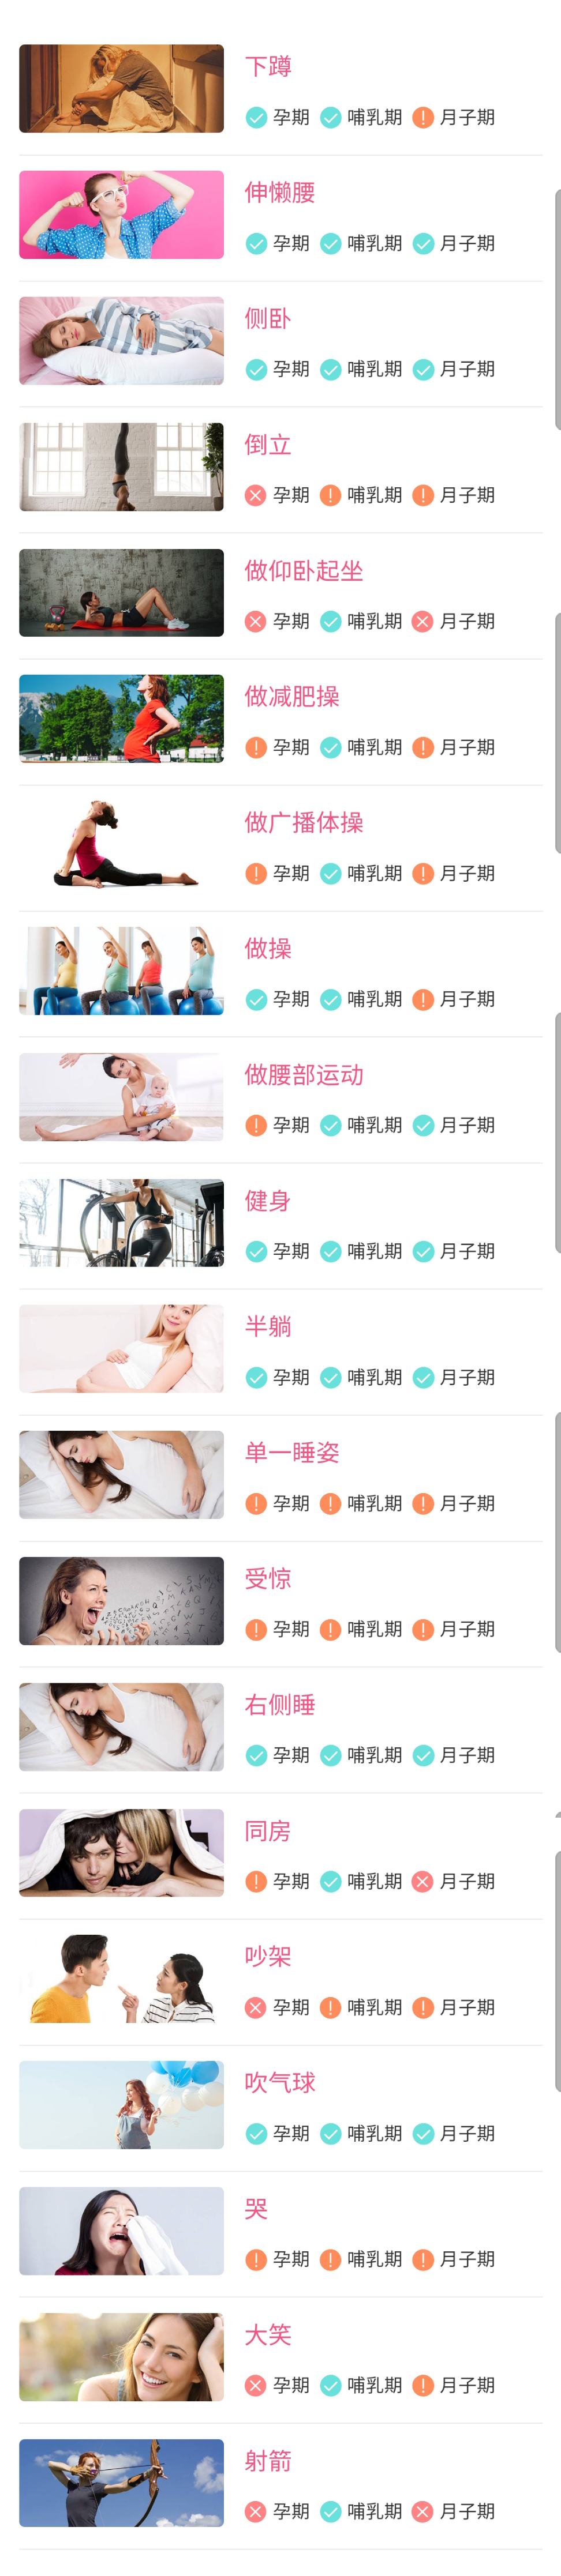 下蹲
孕期 哺乳期 月子期
伸懒腰
孕期 哺乳期 月子期
侧卧
孕期 哺乳期 月子期
倒立
孕期 哺乳期 月子期
做仰卧起坐
孕期 哺乳期 月子期
做减肥操
孕期 哺乳期 月子期
做广播体操
孕期 哺乳期 月子期
做操
孕期 哺乳期 月子期
做腰部运动
孕期 哺乳期 月子期
健身
孕期 哺乳期 月子期
半躺
孕期 哺乳期 月子期
单一睡姿
孕期 哺乳期 月子期
受惊
孕期 哺乳期 月子期
右侧睡
孕期 哺乳期 月子期
同房
孕期 哺乳期 月子期
吵架
孕期 哺乳期 月子期
吹气球
孕期 哺乳期 月子期
哭
孕期 哺乳期 月子期
大笑
孕期 哺乳期 月子期
射箭
孕期 哺乳期 月子期